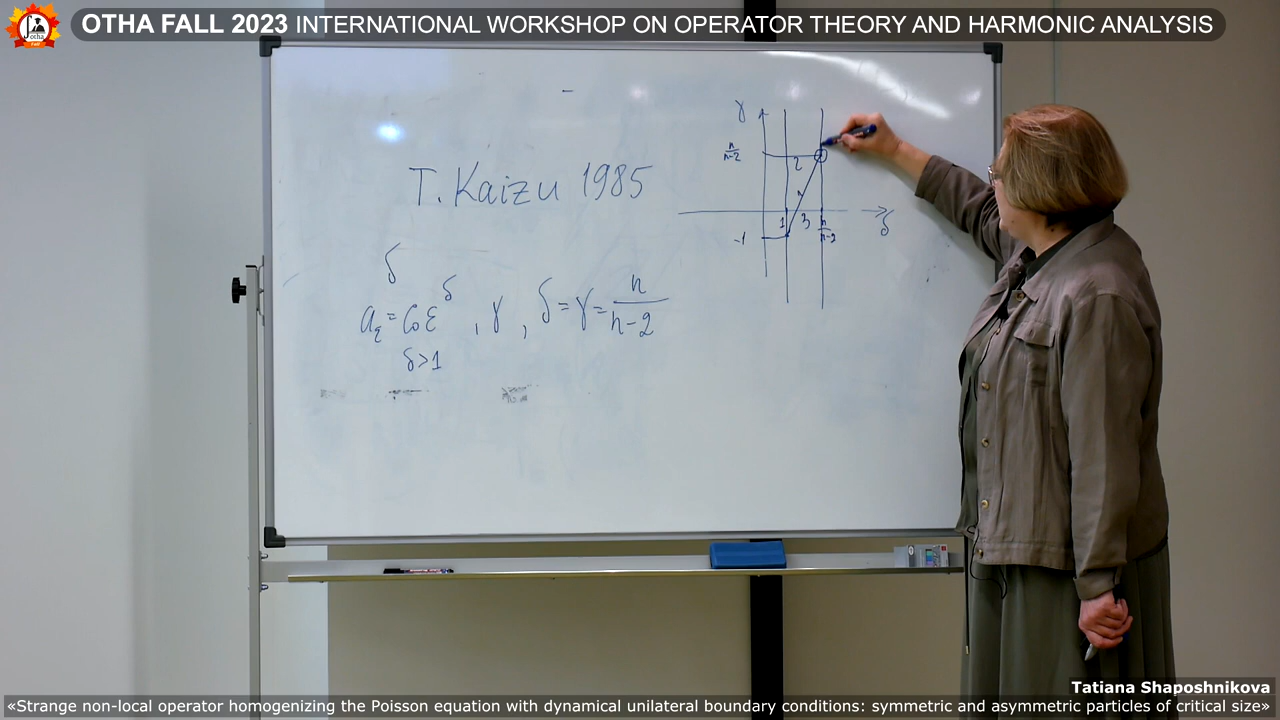 OTHA FALL 2023 INTERNATIONAL WORKSHOP ON OPERATOR THEORY AND HARMONIC ANALYSIS
Jotha
Fall
T. Kaizu 1985
δ
a_ε = C₀ε^δ , γ , δ = γ = n/(n-2)
δ > 1
γ
n/(n-2)
2
1 3 n/(n-2)
δ
-1
Tatiana Shaposhnikova
«Strange non-local operator homogenizing the Poisson equation with dynamical unilateral boundary conditions: symmetric and asymmetric particles of critical size»